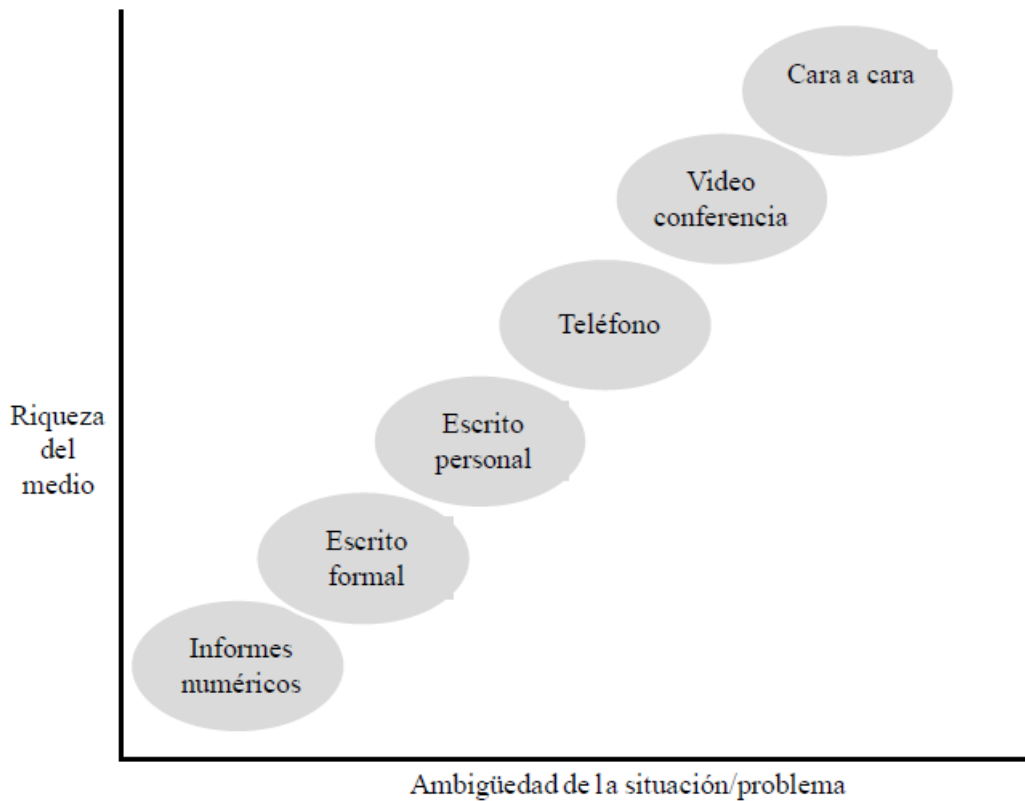 Cara a cara
Video
conferencia
Teléfono
Riqueza
del
medio
Escrito
personal
Escrito
formal
Informes
numéricos
Ambigüedad de la situación/problema